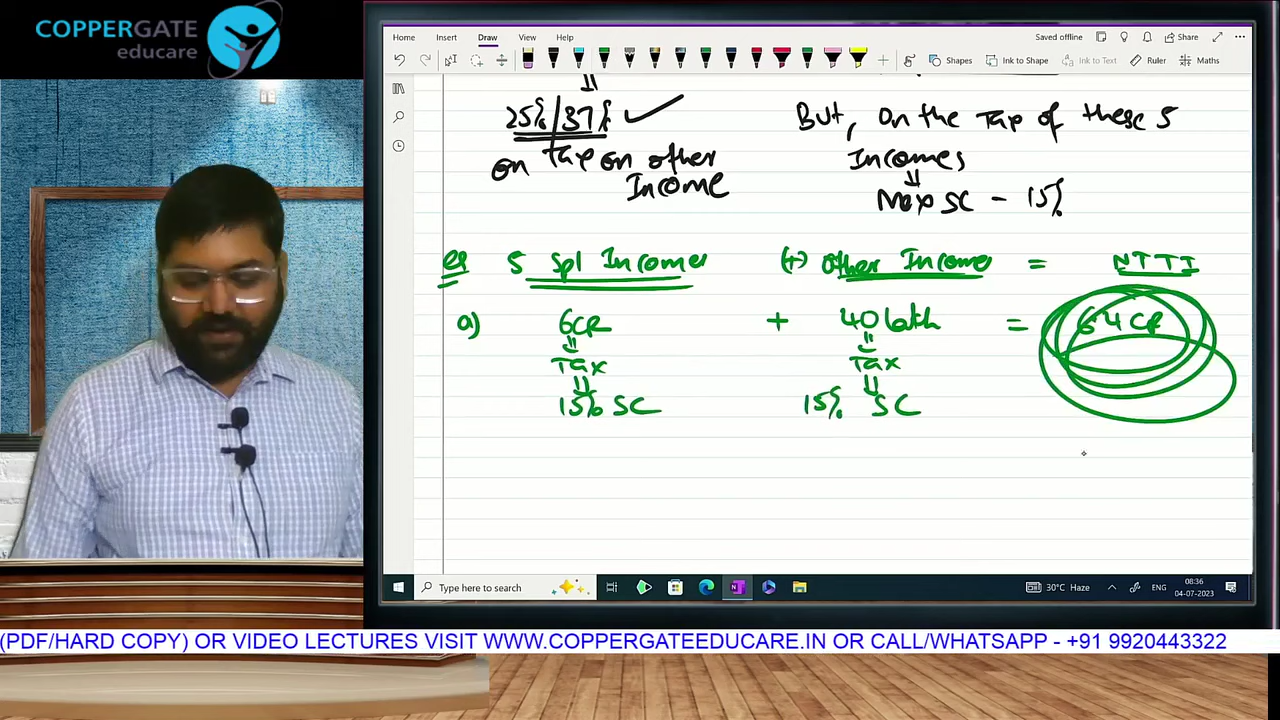 COPPERGATE
educare
Home Insert Draw View Help
Saved offline
Share
Shapes
Ink to Shape
Ink to Text
Ruler
Maths
25%/37%
on Tax on other
Income
But, on the Tax of these 5
Incomes
Max SC - 15%
eg 5 Spl Incomes (+) other Income = NTTI
a) 6CR + 40 lakh = 6.4 CR
Tax Tax
15% SC 15% SC
Type here to search
30°C Haze
ENG
08:36
04-07-2023
(PDF/HARD COPY) OR VIDEO LECTURES VISIT WWW.COPPERGATEEDUCARE.IN OR CALL/WHATSAPP - +91 9920443322